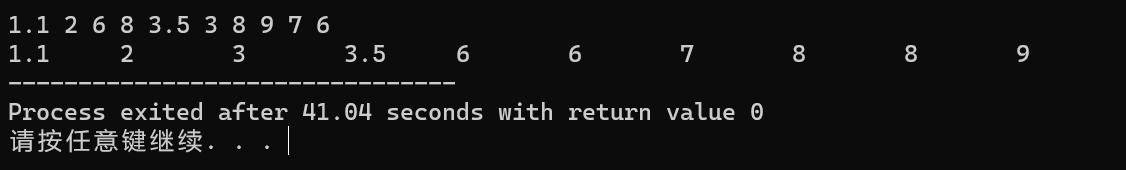 1.1 2 6 8 3.5 3 8 9 7 6
1.1     2       3       3.5     6       6       7       8       8       9
--------------------------------
Process exited after 41.04 seconds with return value 0
请按任意键继续. . .